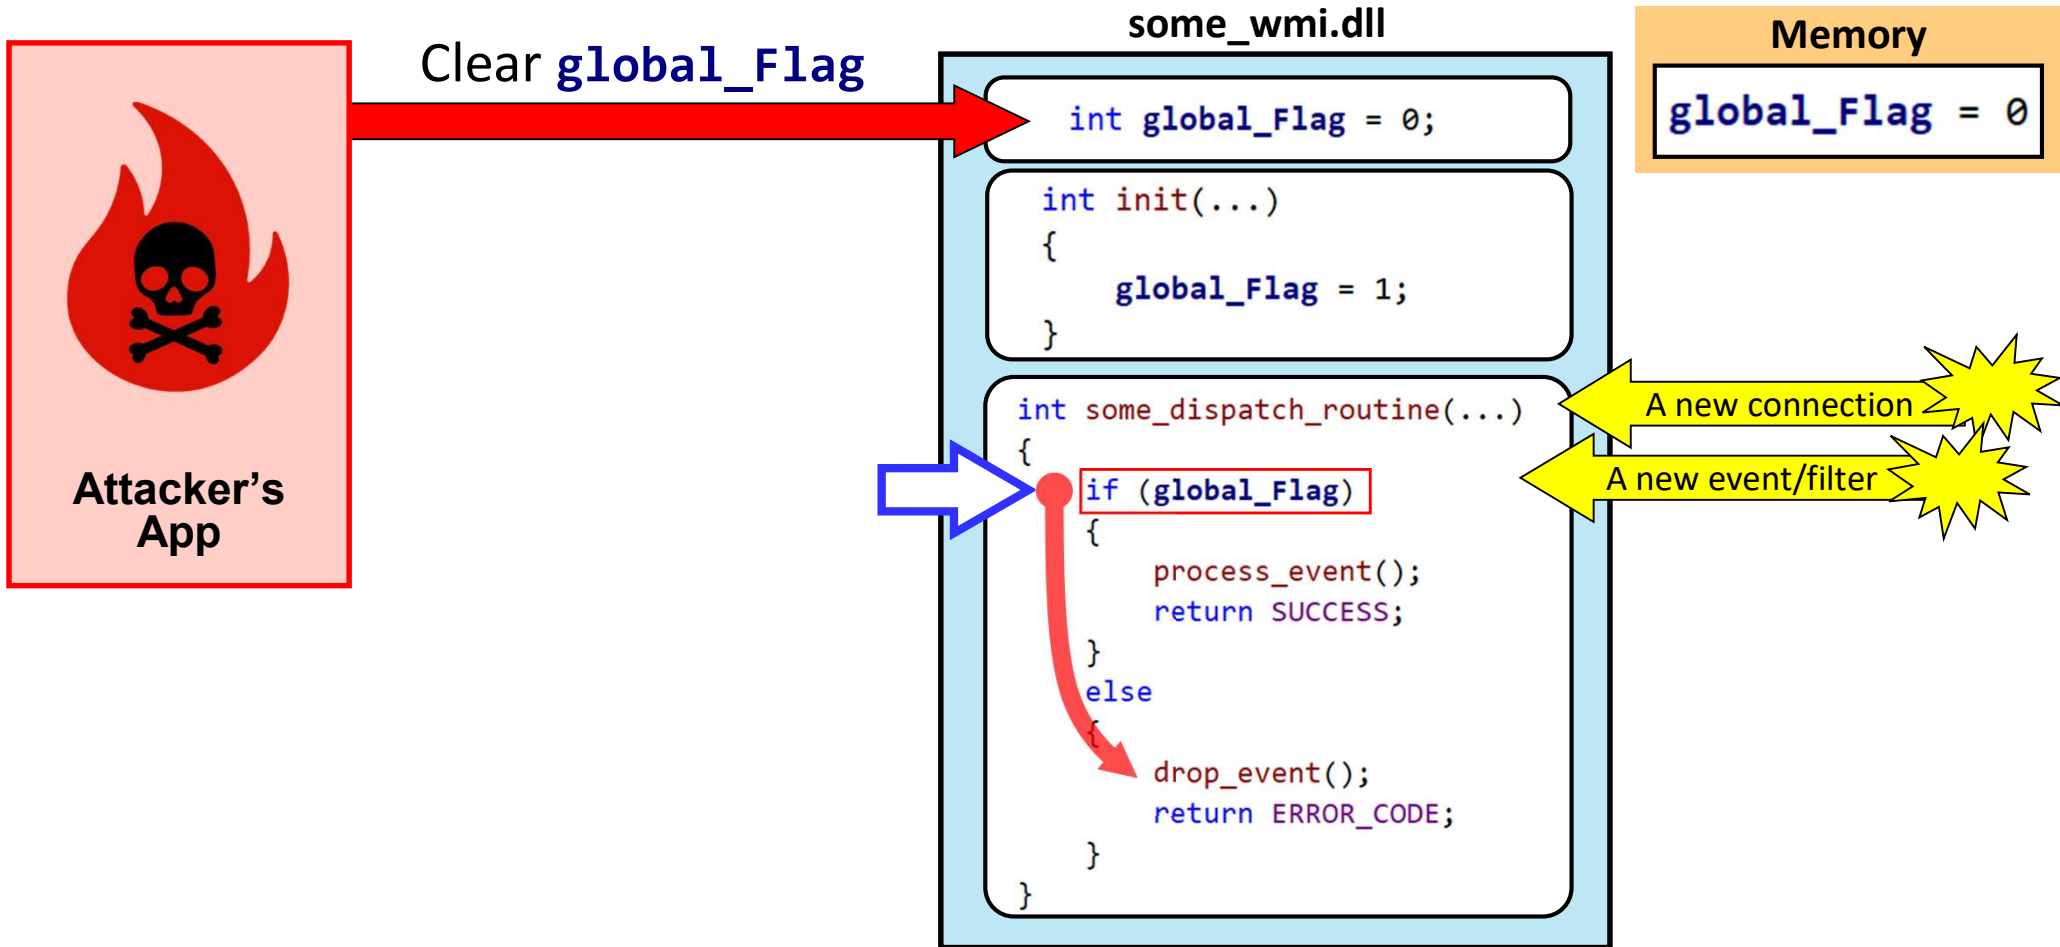 some_wmi.dll
Memory
Clear global_Flag
global_Flag = 0
int global_Flag = 0;
int init(...)
{
global_Flag = 1;
}
A new connection
int some_dispatch_routine(...)
{
A new event/filter
if (global_Flag)
{
process_event();
return SUCCESS;
}
else
{
drop_event();
return ERROR_CODE;
}
}
Attacker’s
App